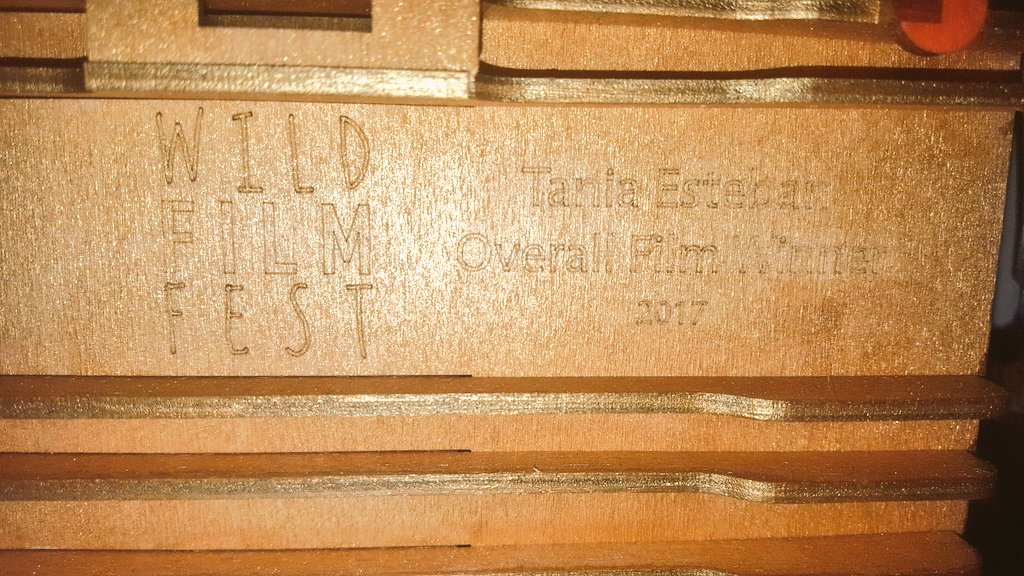 WILD
FILM
FEST
Tania Esteban
Overall Film Winner
2017